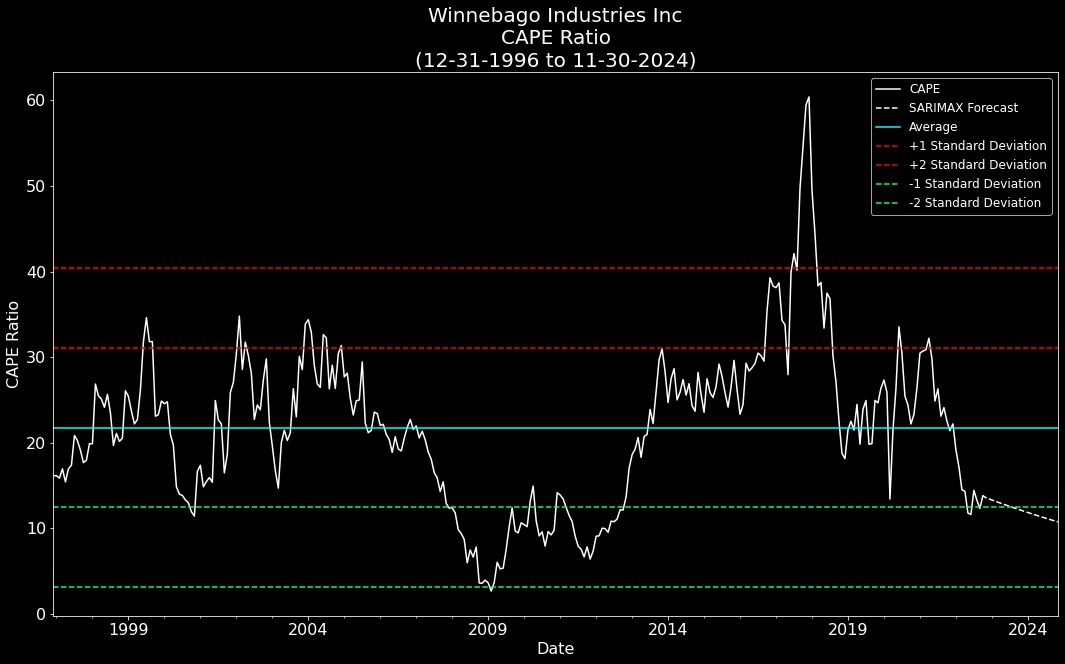 Winnebago Industries Inc
CAPE Ratio
(12-31-1996 to 11-30-2024)
CAPE
SARIMAX Forecast
Average
+1 Standard Deviation
+2 Standard Deviation
-1 Standard Deviation
-2 Standard Deviation
CAPE Ratio
60
50
40
30
20
10
0
1999
2004
2009
2014
2019
2024
Date